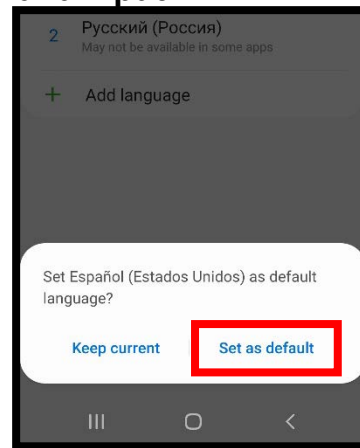 2 Русский (Россия)
May not be available in some apps
+ Add language
Set Español (Estados Unidos) as default
language?
Keep current Set as default